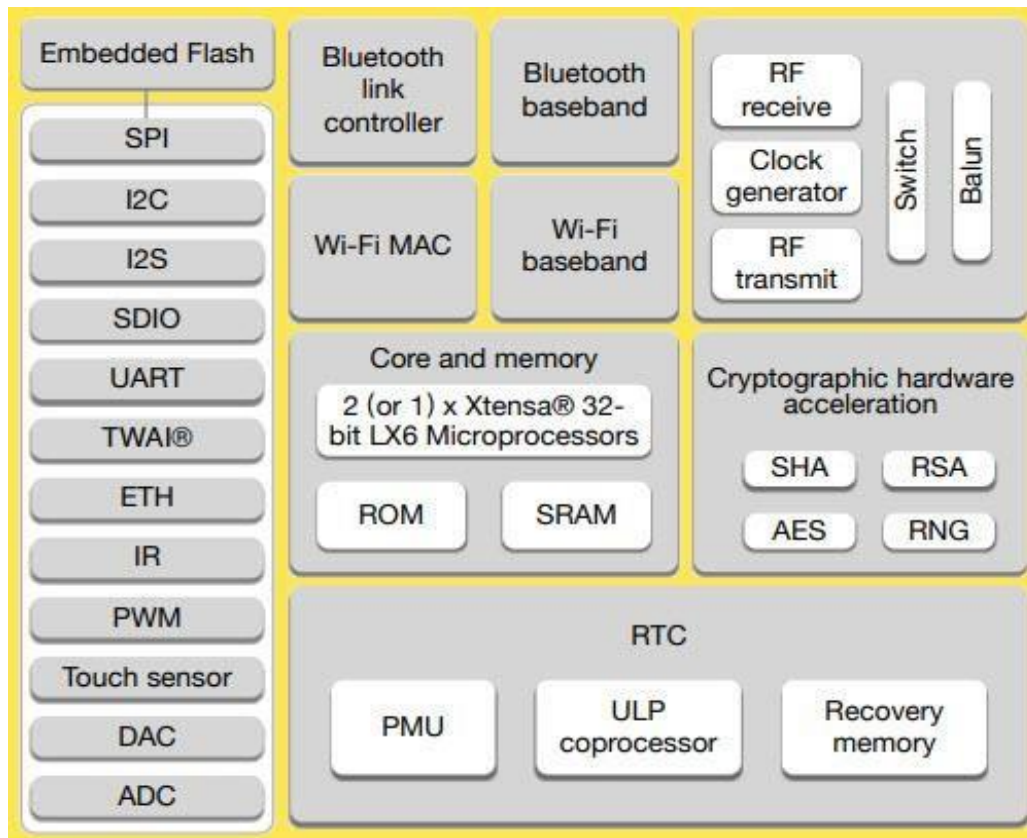 Embedded Flash
SPI
I2C
I2S
SDIO
UART
TWAI®
ETH
IR
PWM
Touch sensor
DAC
ADC
Bluetooth
link
controller
Bluetooth
baseband
Wi-Fi MAC
Wi-Fi
baseband
RF
receive
Clock
generator
RF
transmit
Switch
Balun
Core and memory
2 (or 1) x Xtensa® 32-
bit LX6 Microprocessors
ROM
SRAM
Cryptographic hardware
acceleration
SHA
RSA
AES
RNG
RTC
PMU
ULP
coprocessor
Recovery
memory